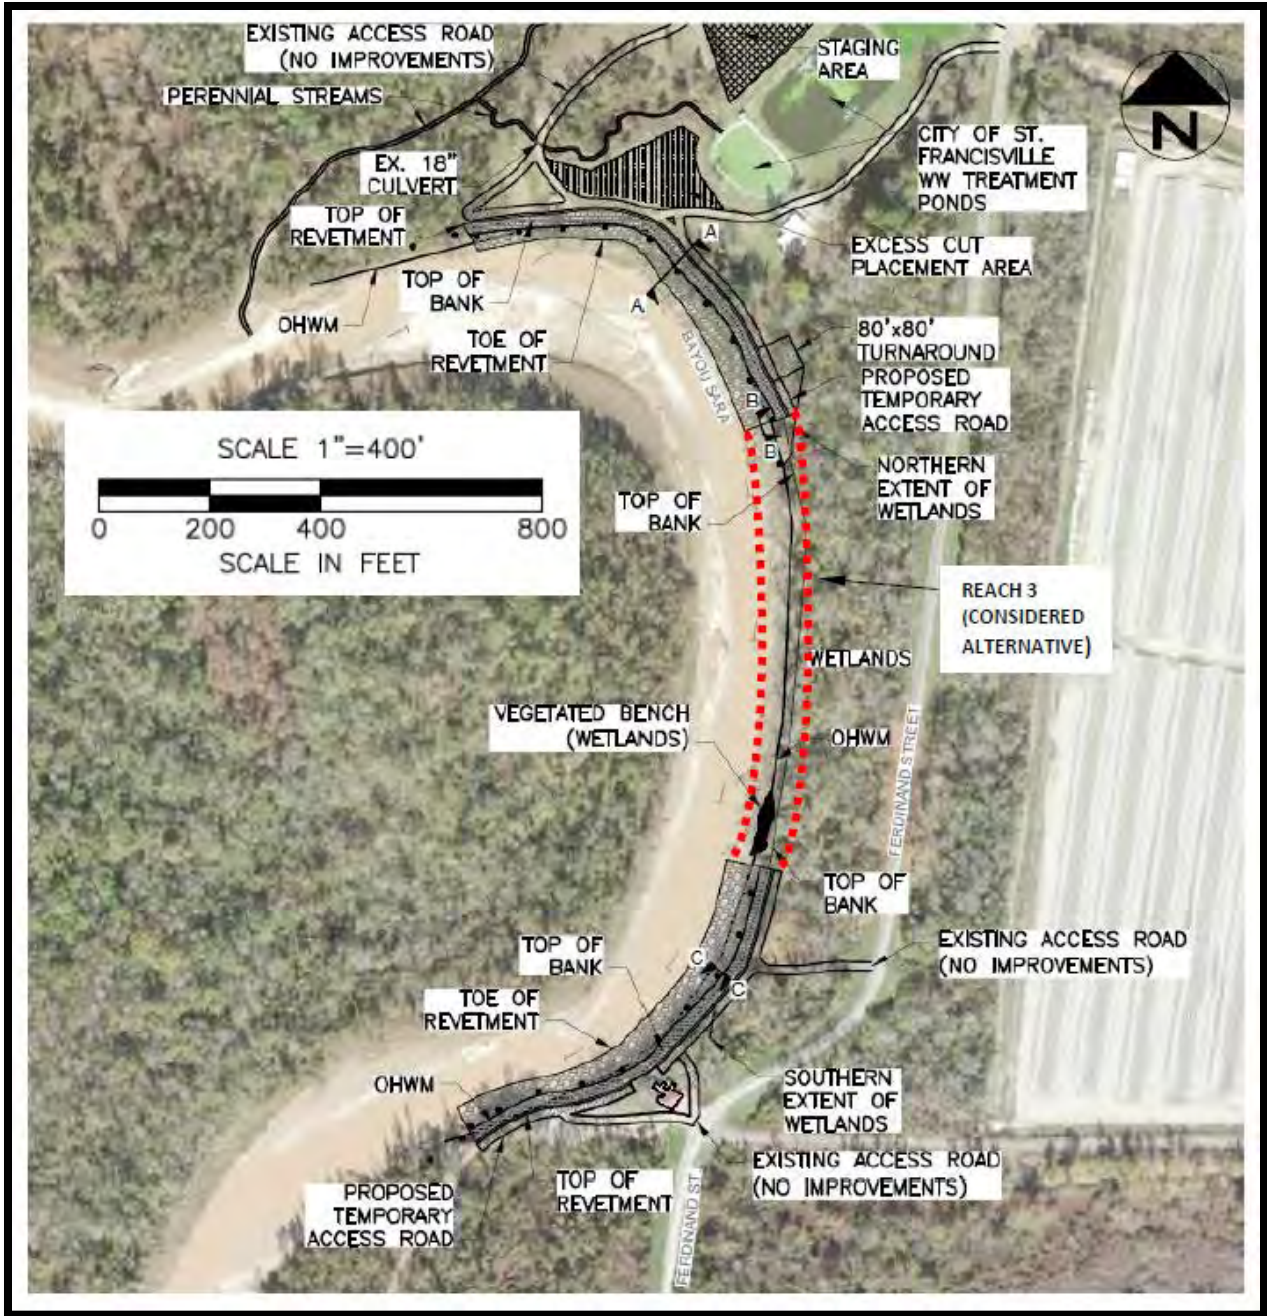 EXISTING ACCESS ROAD
(NO IMPROVEMENTS)
STAGING
AREA
PERENNIAL STREAMS
N
CITY OF ST.
FRANCISVILLE
WW TREATMENT
PONDS
EX. 18"
CULVERT
TOP OF
REVETMENT
A
EXCESS CUT
PLACEMENT AREA
TOP OF
BANK
A
OHWM
TOE OF
REVETMENT
BAYOU SARA
80'x80'
TURNAROUND
PROPOSED
TEMPORARY
ACCESS ROAD
B
B
SCALE 1"=400'
0 200 400 800
SCALE IN FEET
NORTHERN
EXTENT OF
WETLANDS
TOP OF
BANK
REACH 3
(CONSIDERED
ALTERNATIVE)
WETLANDS
VEGETATED BENCH
(WETLANDS)
OHWM
FERDINAND STREET
TOP OF
BANK
EXISTING ACCESS ROAD
(NO IMPROVEMENTS)
TOP OF
BANK
C
C
TOE OF
REVETMENT
OHWM
SOUTHERN
EXTENT OF
WETLANDS
EXISTING ACCESS ROAD
(NO IMPROVEMENTS)
TOP OF
REVETMENT
PROPOSED
TEMPORARY
ACCESS ROAD
FERDINAND ST.